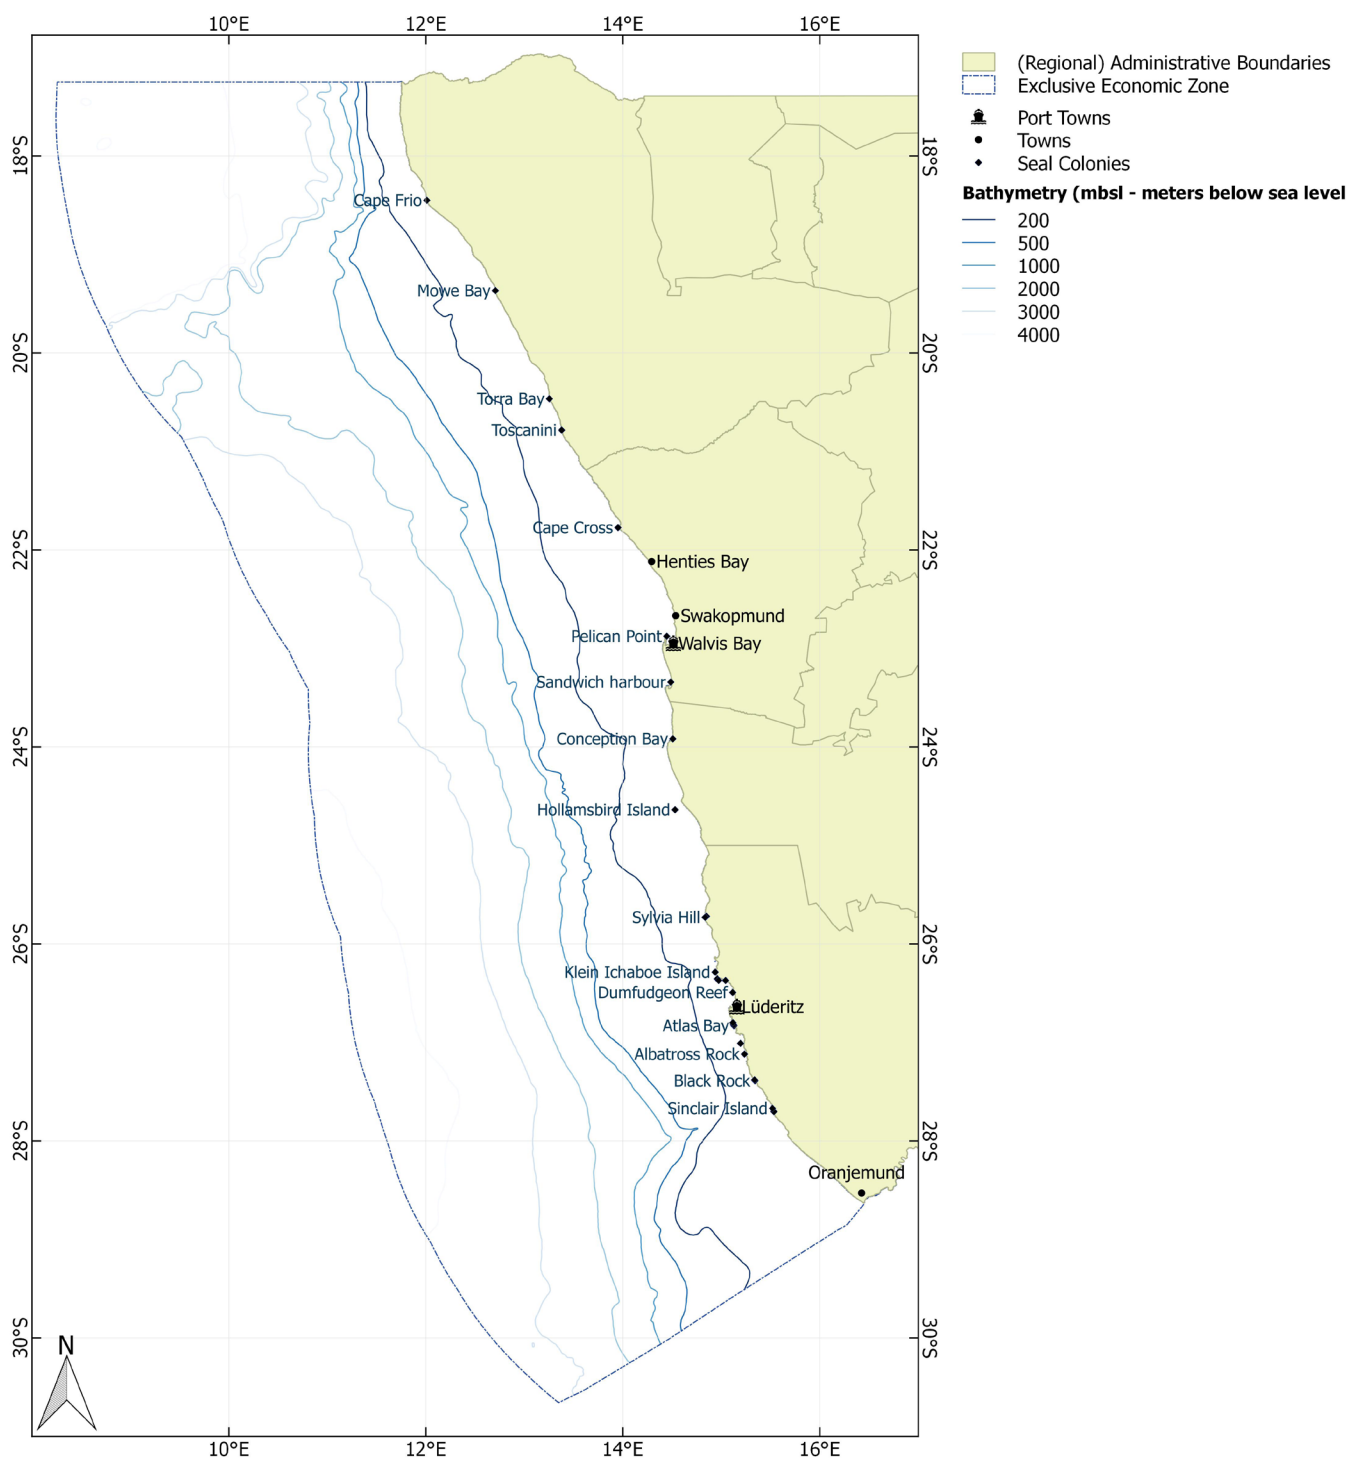 10°E 12°E 14°E 16°E
(Regional) Administrative Boundaries
Exclusive Economic Zone
Port Towns
Towns
Seal Colonies
Bathymetry (mbsl - meters below sea level
200
500
1000
2000
3000
4000
18°S 18°S
Cape Frio
Mowe Bay
20°S 20°S
Torra Bay
Toscanini
Cape Cross
22°S 22°S
Henties Bay
Swakopmund
Pelican Point
Walvis Bay
Sandwich harbour
Conception Bay
24°S 24°S
Hollamsbird Island
Sylvia Hill
26°S 26°S
Klein Ichaboe Island
Dumfudgeon Reef
Lüderitz
Atlas Bay
Albatross Rock
Black Rock
Sinclair Island
28°S 28°S
Oranjemund
30°S 30°S
N
10°E 12°E 14°E 16°E